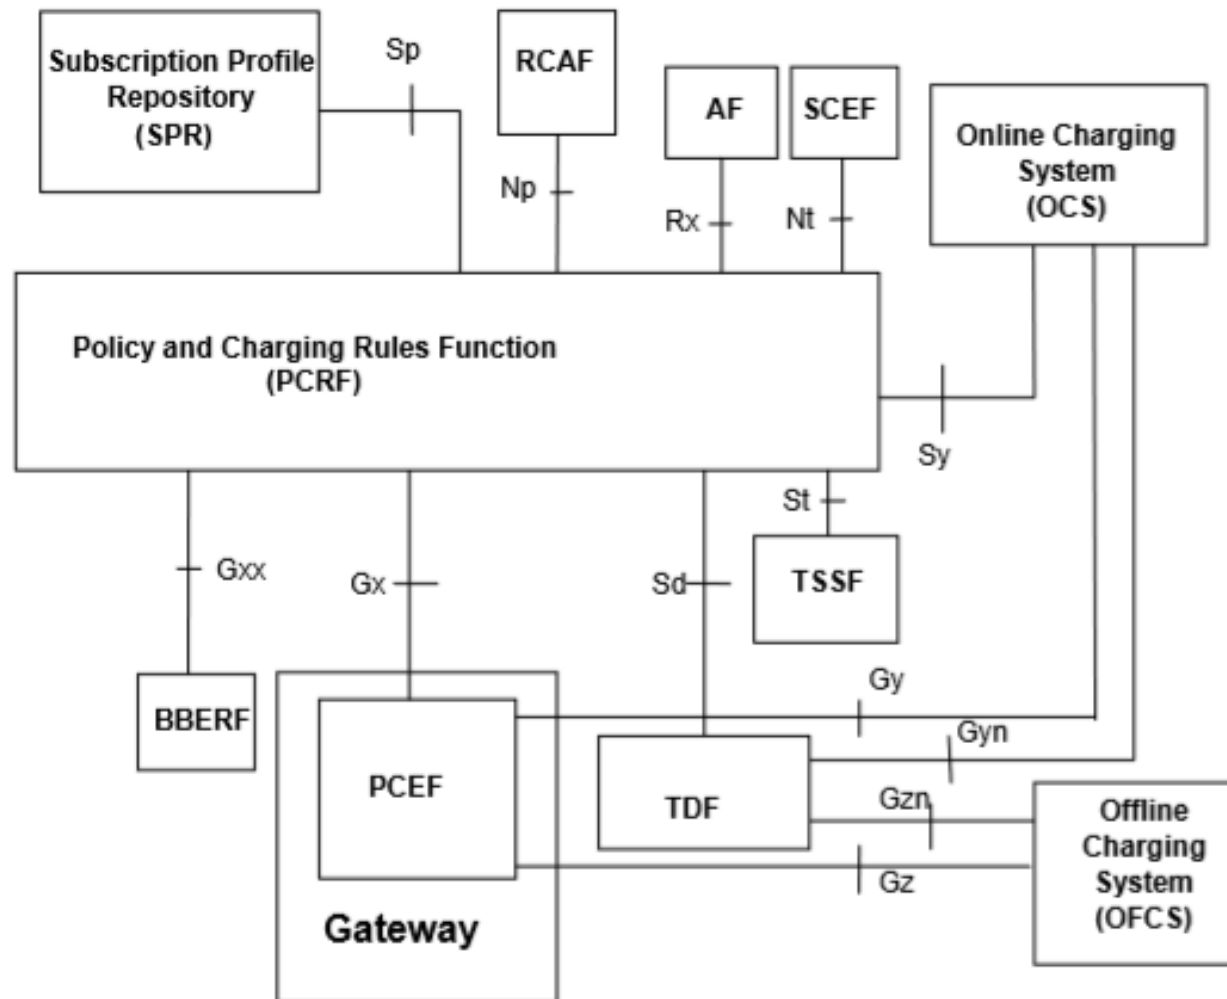 Subscription Profile
Repository
(SPR)
Sp
RCAF
Np
AF
Rx
SCEF
Nt
Online Charging
System
(OCS)
Policy and Charging Rules Function
(PCRF)
Sy
Gxx
Gx
Sd
St
TSSF
BBERF
PCEF
Gateway
TDF
Gy
Gyn
Gzn
Gz
Offline
Charging
System
(OFCS)